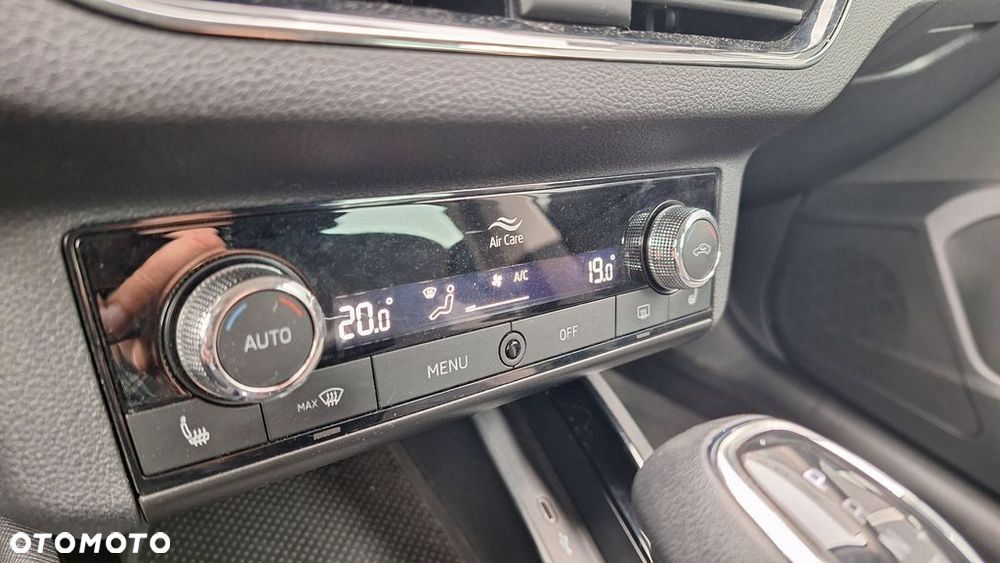 Air Care
A/C
20.0°
19.0°
AUTO
MAX
MENU
OFF
D
OTOMOTO